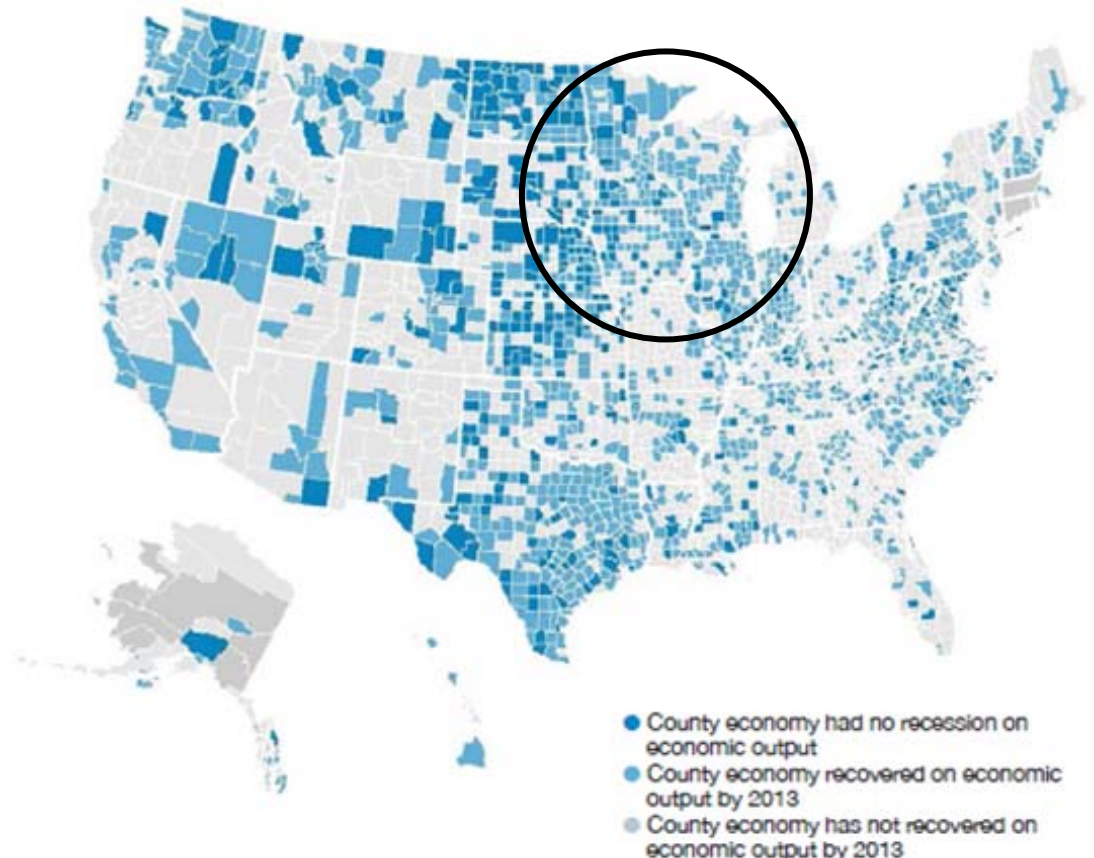 County economy had no recession on
economic output
County economy recovered on economic
output by 2013
County economy has not recovered on
economic output by 2013